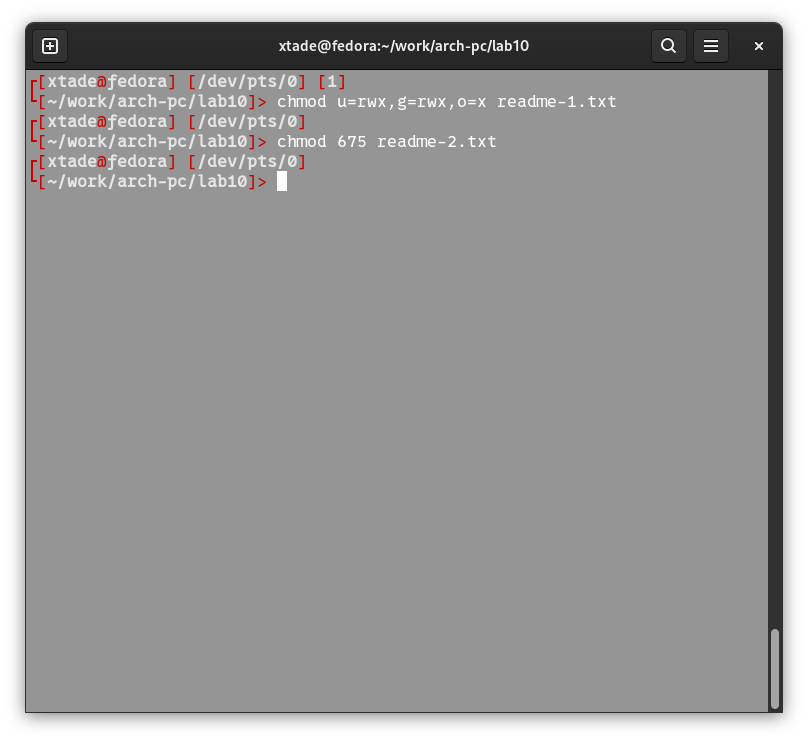 xtade@fedora:~/work/arch-pc/lab10
┌[xtade@fedora] [/dev/pts/0] [1]
└[~/work/arch-pc/lab10]> chmod u=rwx,g=rwx,o=x readme-1.txt
┌[xtade@fedora] [/dev/pts/0]
└[~/work/arch-pc/lab10]> chmod 675 readme-2.txt
┌[xtade@fedora] [/dev/pts/0]
└[~/work/arch-pc/lab10]>